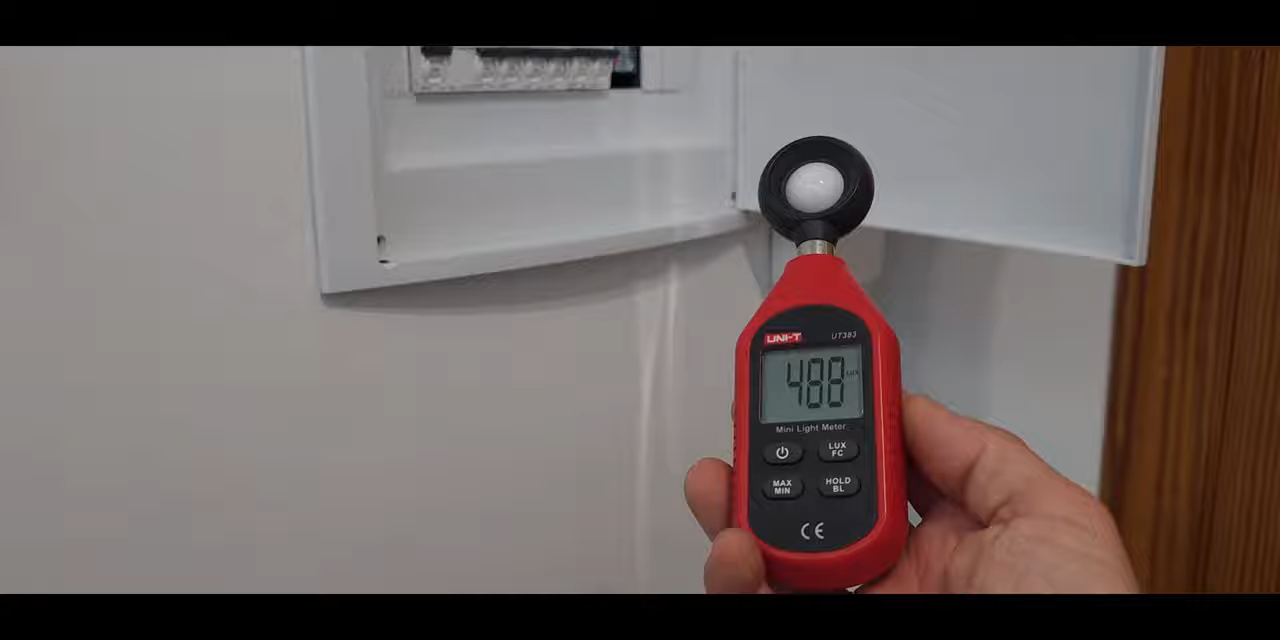 UNI-T UT383
488 LUX
Mini Light Meter
LUX
FC
MAX
MIN
HOLD
BL
CE